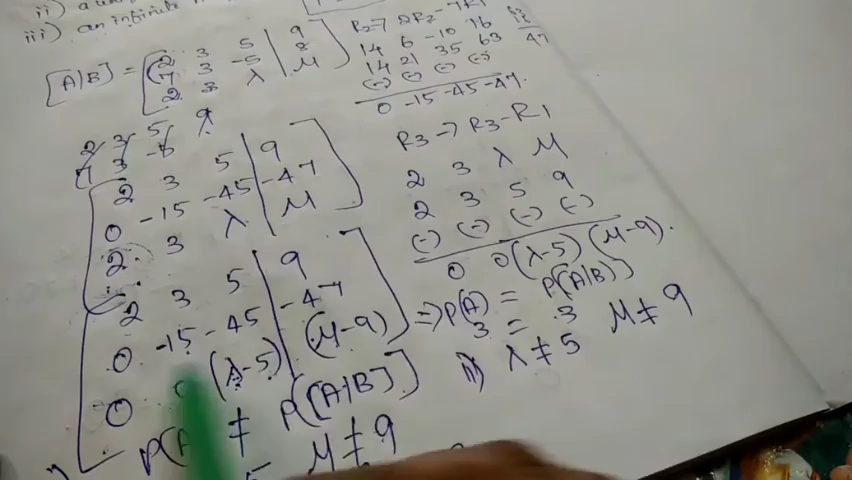 ii) a
iii) an infinite
[A|B] = [ 2 3 5 | 9
7 3 -5 | 8
2 3 λ | μ ]
2 3 5 9
7 3 -5 λ
[ 2 3 5 | 9
0 -15 -45 | -47
2 3 λ | μ ]
[ 2 3 5 | 9
0 -15 -45 | -47
0 0 (λ-5) | (μ-9) ]
P(A) ≠ P([A|B])
μ ≠ 9
R2→ 2R2-7R1
14 6 -10 16
14 21 35 63
(-) (-) (-) (-)
0 -15 -45 -47.
47
R3→ R3-R1
2 3 λ μ
2 3 5 9
(-) (-) (-) (-)
0 0 (λ-5) (μ-9).
⇒ P(A) = P([A|B])
3 = 3
ii) λ ≠ 5 μ ≠ 9